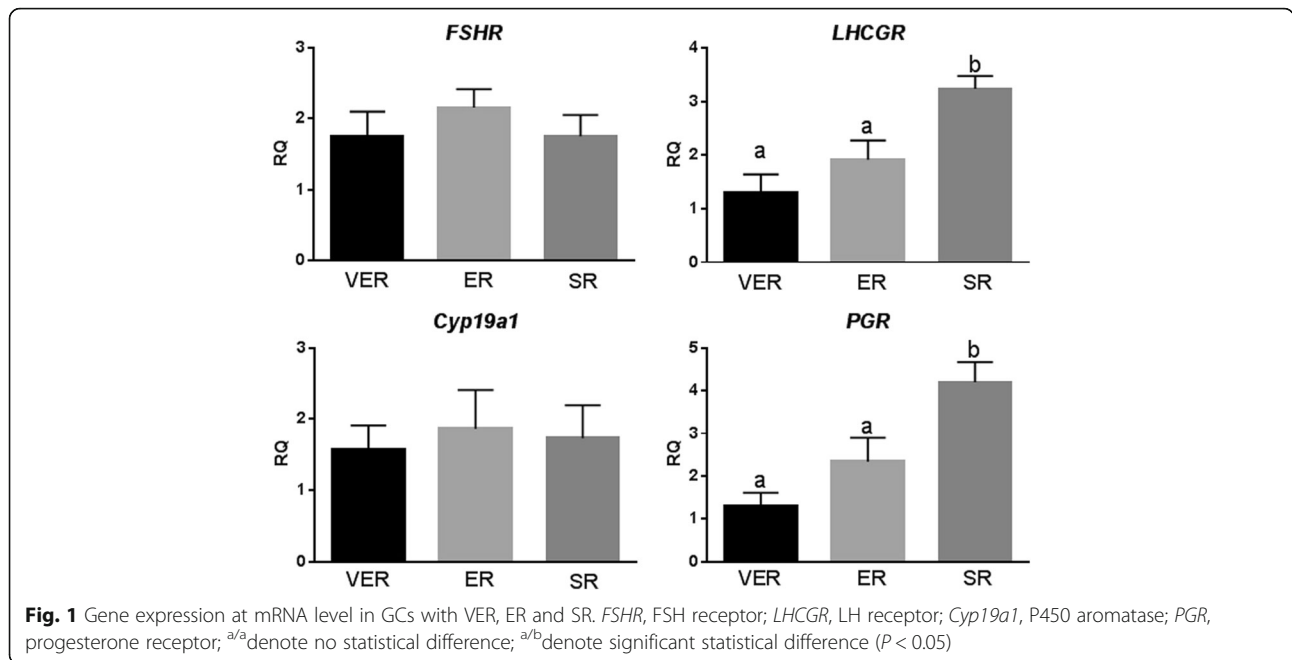 FSHR
3
2
1
0
RQ
VER ER SR
LHCGR
4
3
2
1
0
RQ
a a b
VER ER SR
Cyp19a1
3
2
1
0
RQ
VER ER SR
PGR
5
4
3
2
1
0
RQ
a a b
VER ER SR
Fig. 1 Gene expression at mRNA level in GCs with VER, ER and SR. FSHR, FSH receptor; LHCGR, LH receptor; Cyp19a1, P450 aromatase; PGR,
progesterone receptor; a/a denote no statistical difference; a/b denote significant statistical difference (P < 0.05)